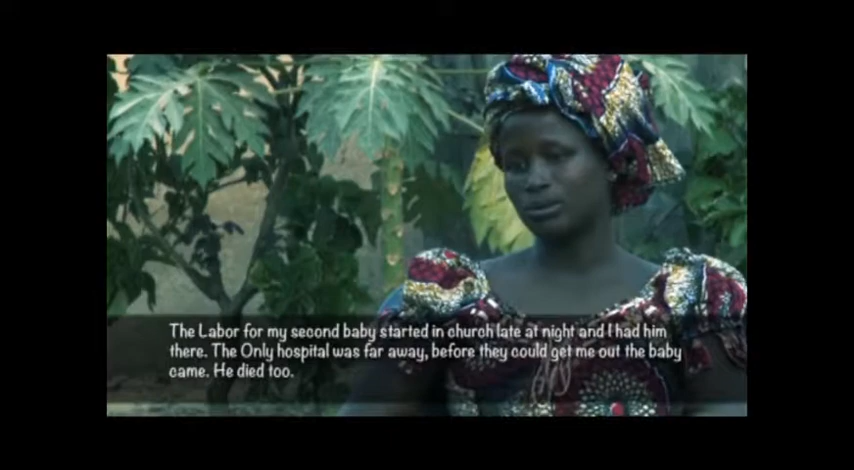 The Labor for my second baby started in church late at night and I had him
there. The Only hospital was far away, before they could get me out the baby
came. He died too.